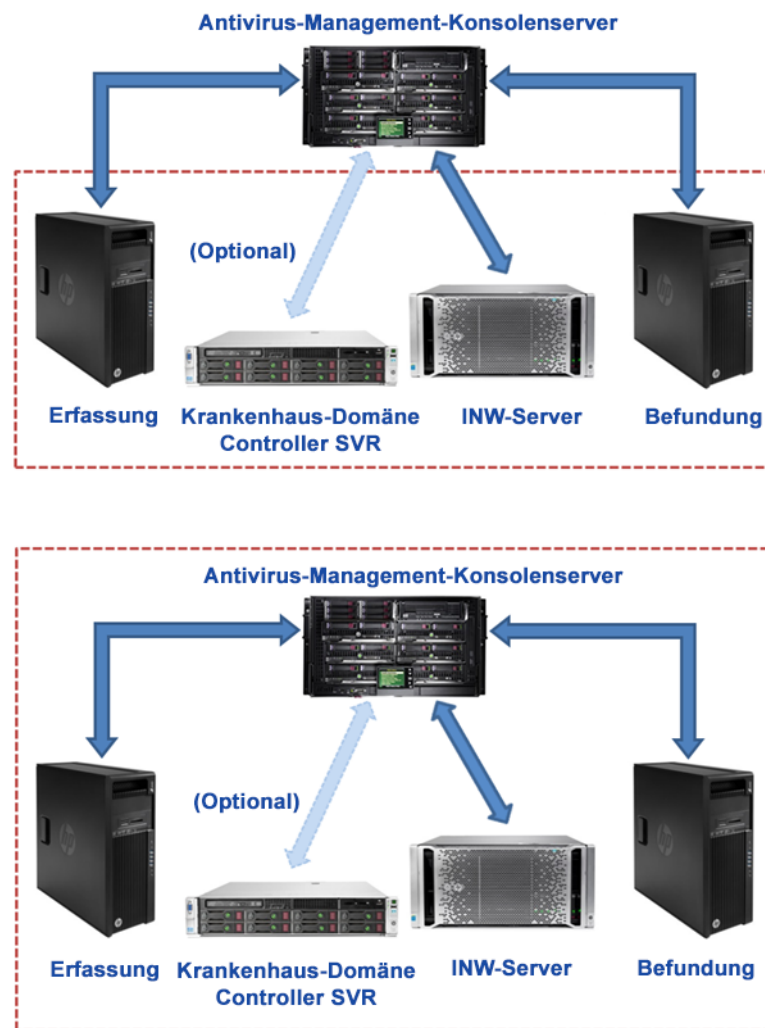 Antivirus-Management-Konsolenserver
(Optional)
Erfassung
Krankenhaus-Domäne
Controller SVR
INW-Server
Befundung
Antivirus-Management-Konsolenserver
(Optional)
Erfassung
Krankenhaus-Domäne
Controller SVR
INW-Server
Befundung